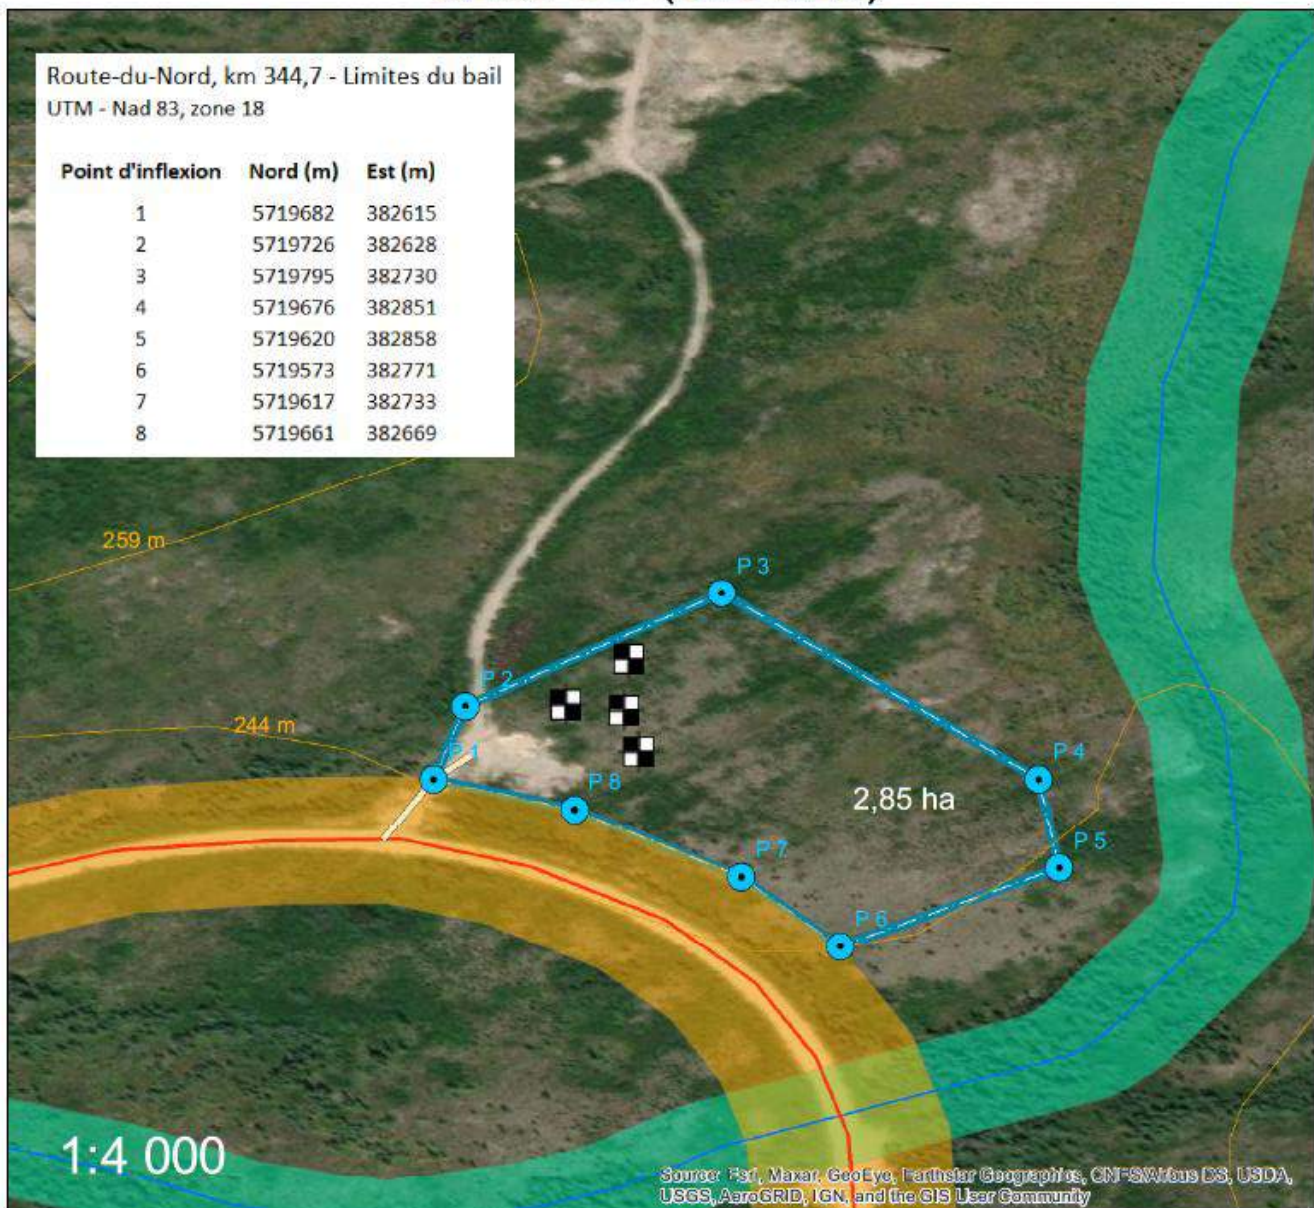 Route-du-Nord, km 344,7 - Limites du bail
UTM - Nad 83, zone 18
Point d'inflexion Nord (m) Est (m)
1 5719682 382615
2 5719726 382628
3 5719795 382730
4 5719676 382851
5 5719620 382858
6 5719573 382771
7 5719617 382733
8 5719661 382669
259 m
P 3
P 2
244 m
P 1
P 4
P 8
2,85 ha
P 7
P 5
P 6
1:4 000
Source: Esri, Maxar, GeoEye, Earthstar Geographics, CNES/Airbus DS, USDA,
USGS, AeroGRID, IGN, and the GIS User Community